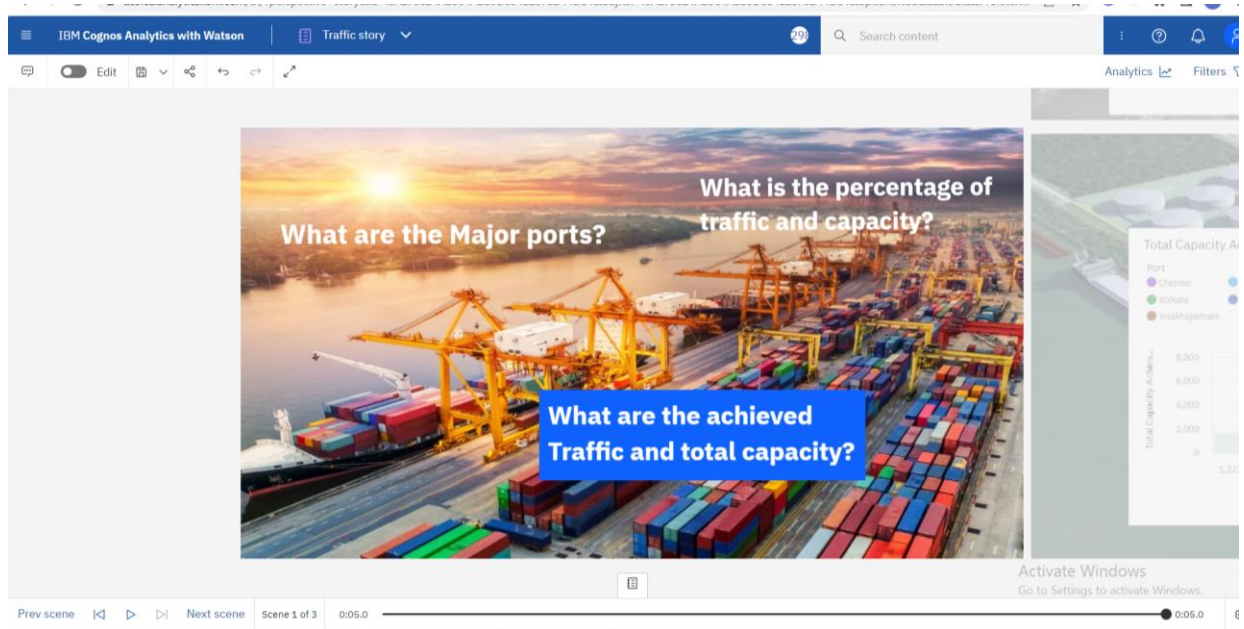 IBM Cognos Analytics with Watson
Traffic story
Search content
Edit
Analytics
Filters
What is the percentage of
traffic and capacity?
What are the Major ports?
What are the achieved
Traffic and total capacity?
Total Capacity
Port
Chennai
Kolkata
Visakhapatnam
Total Capacity Achiev...
8,000
6,000
4,000
2,000
0
Activate Windows
Go to Settings to activate Windows.
Prev scene
Next scene
Scene 1 of 3
0:05.0
0:05.0